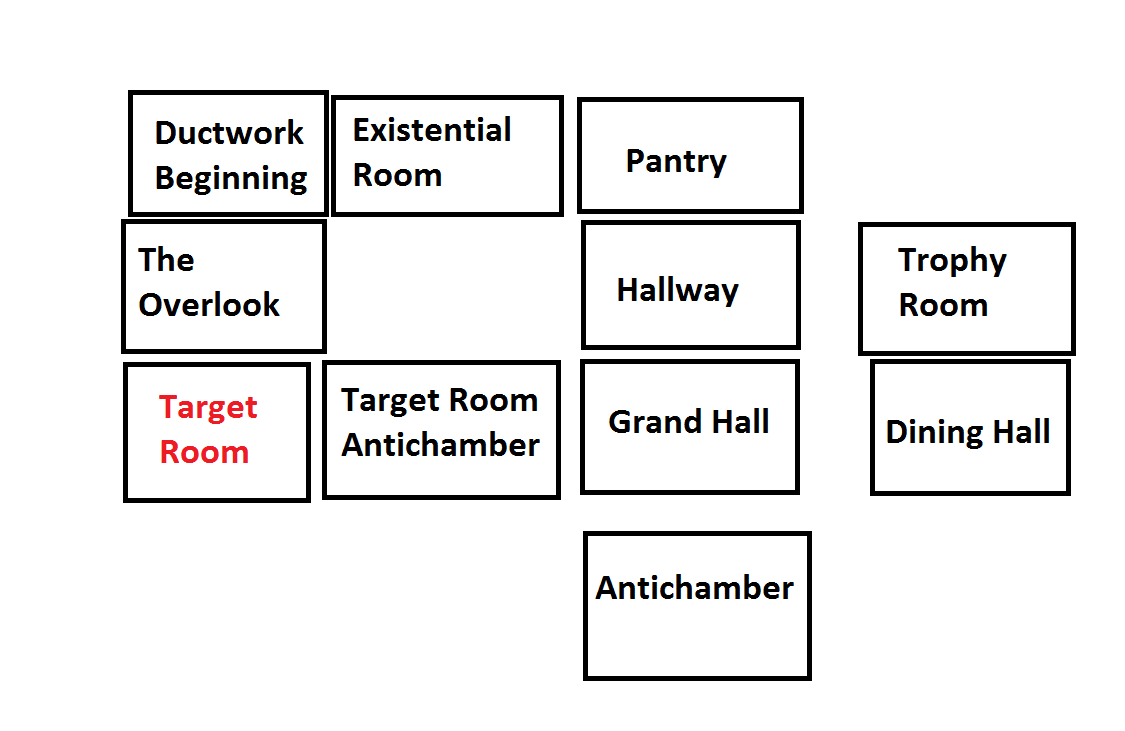 Ductwork
Beginning
Existential
Room
Pantry
The
Overlook
Hallway
Trophy
Room
Target
Room
Target Room
Antichamber
Grand Hall
Dining Hall
Antichamber